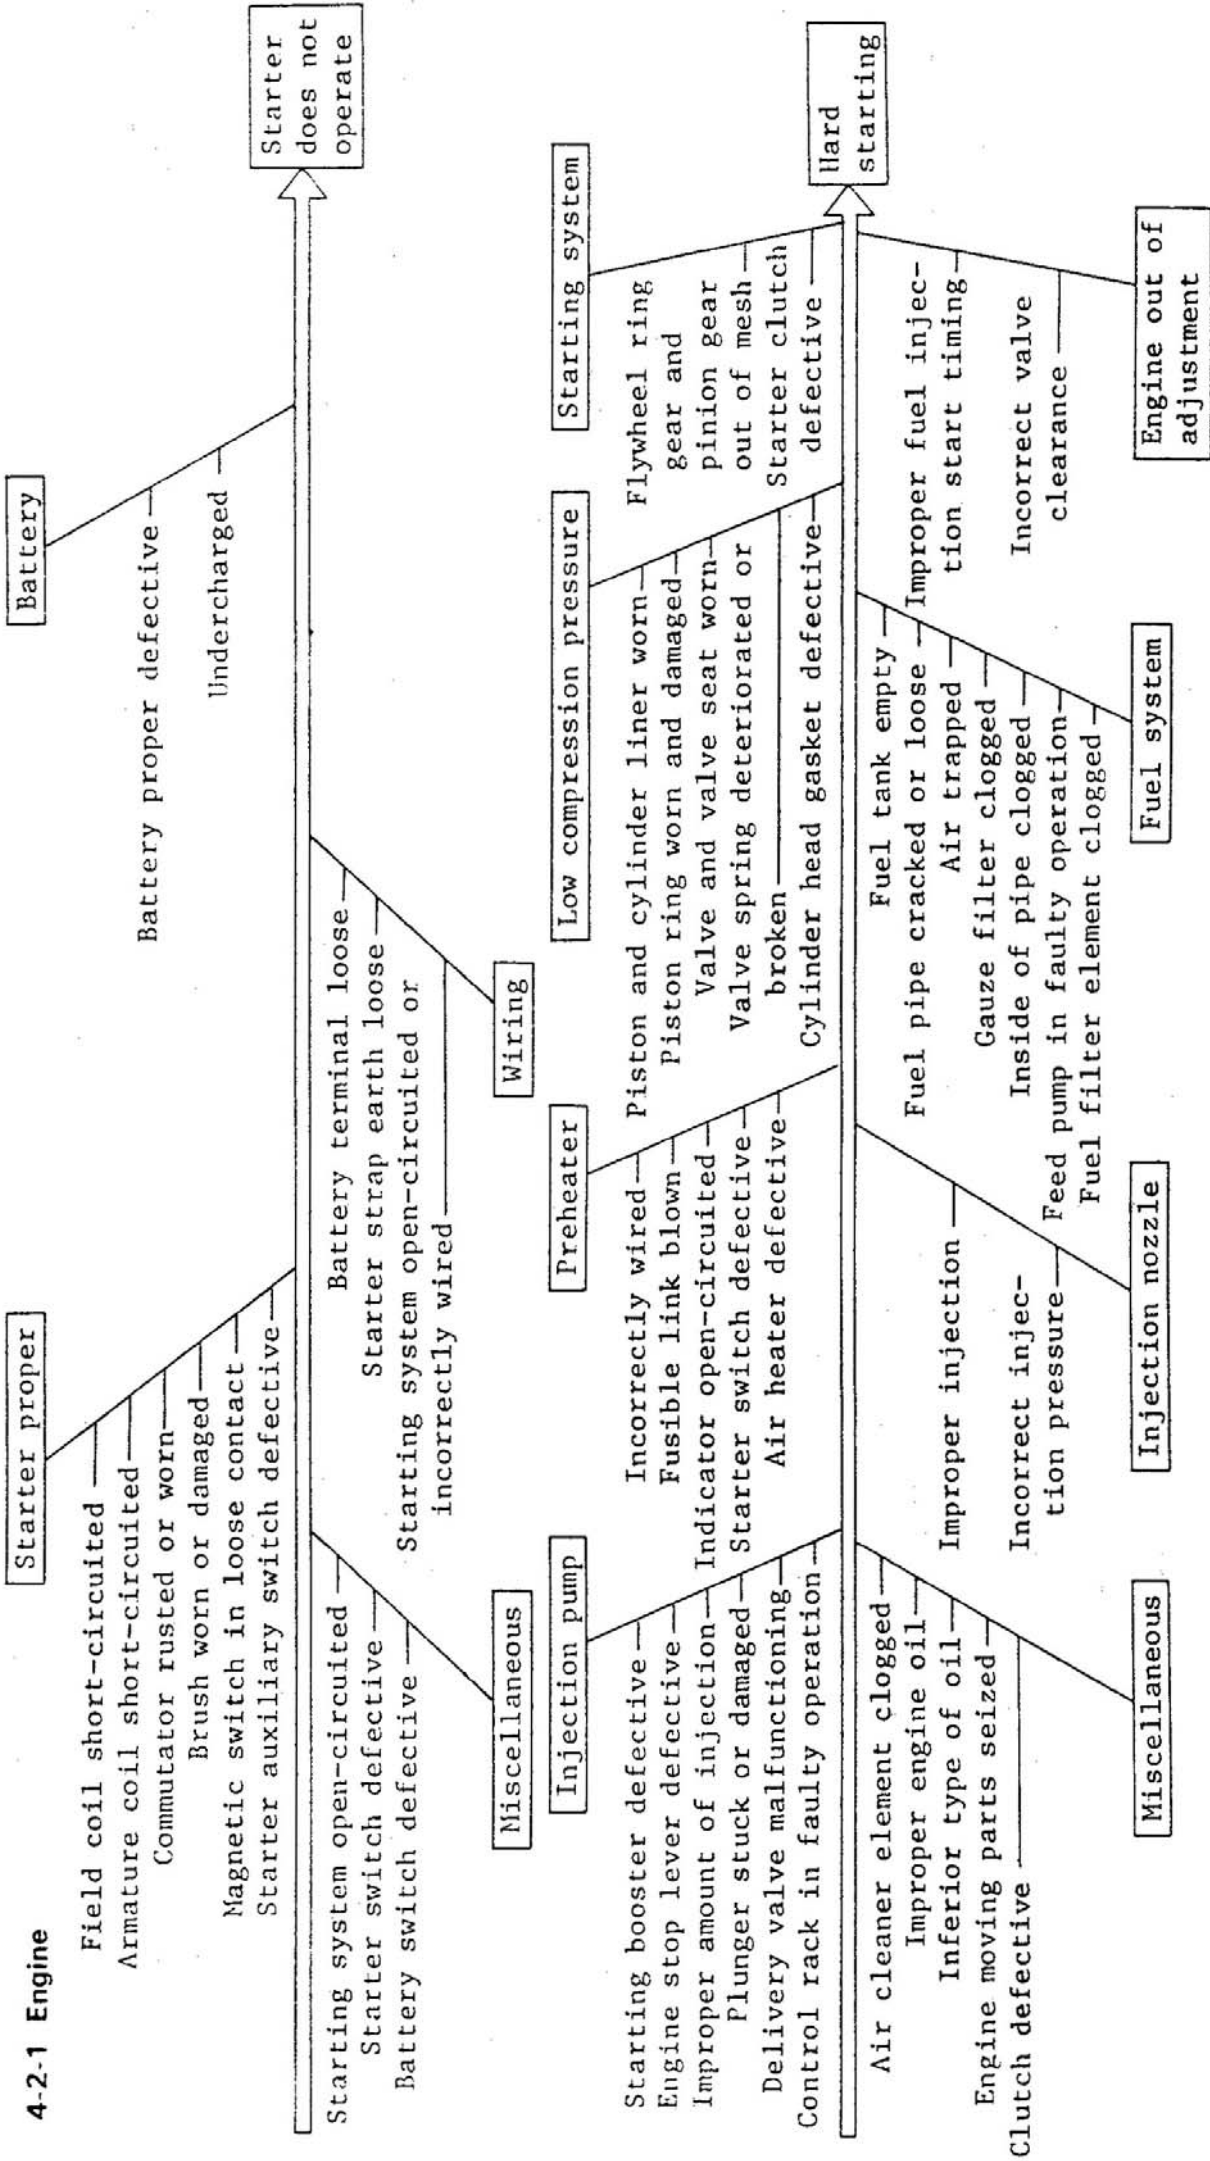 4-2-1 Engine
Starter proper
Field coil short-circuited
Armature coil short-circuited
Commutator rusted or worn
Brush worn or damaged
Magnetic switch in loose contact
Starter auxiliary switch defective
Battery
Battery proper defective
Undercharged
Starter
does not
operate
Starting system open-circuited
Starter switch defective
Battery switch defective
Miscellaneous
Battery terminal loose
Starter strap earth loose
Starting system open-circuited or
incorrectly wired
Wiring
Injection pump
Starting booster defective
Engine stop lever defective
Improper amount of injection
Plunger stuck or damaged
Delivery valve malfunctioning
Control rack in faulty operation
Preheater
Incorrectly wired
Fusible link blown
Indicator open-circuited
Starter switch defective
Air heater defective
Low compression pressure
Piston and cylinder liner worn
Piston ring worn and damaged
Valve and valve seat worn
Valve spring deteriorated or
broken
Cylinder head gasket defective
Starting system
Flywheel ring
gear and
pinion gear
out of mesh
Starter clutch
defective
Hard
starting
Air cleaner element clogged
Improper engine oil
Inferior type of oil
Engine moving parts seized
Clutch defective
Miscellaneous
Improper injection
Incorrect injec-
tion pressure
Injection nozzle
Fuel tank empty
Fuel pipe cracked or loose
Air trapped
Gauze filter clogged
Inside of pipe clogged
Feed pump in faulty operation
Fuel filter element clogged
Fuel system
Improper fuel injec-
tion start timing
Incorrect valve
clearance
Engine out of
adjustment